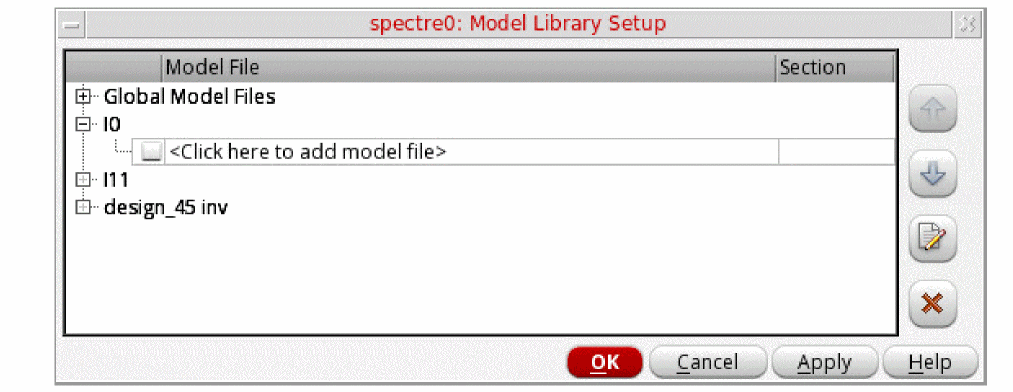 spectre0: Model Library Setup
Model File Section
Global Model Files
I0
<Click here to add model file>
I11
design_45 inv
OK Cancel Apply Help